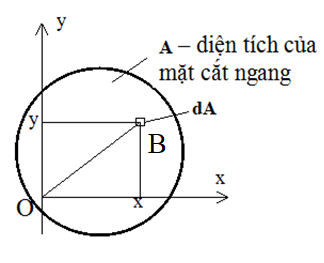 y
A – diện tích của
mặt cắt ngang
dA
y
B
x
O
x